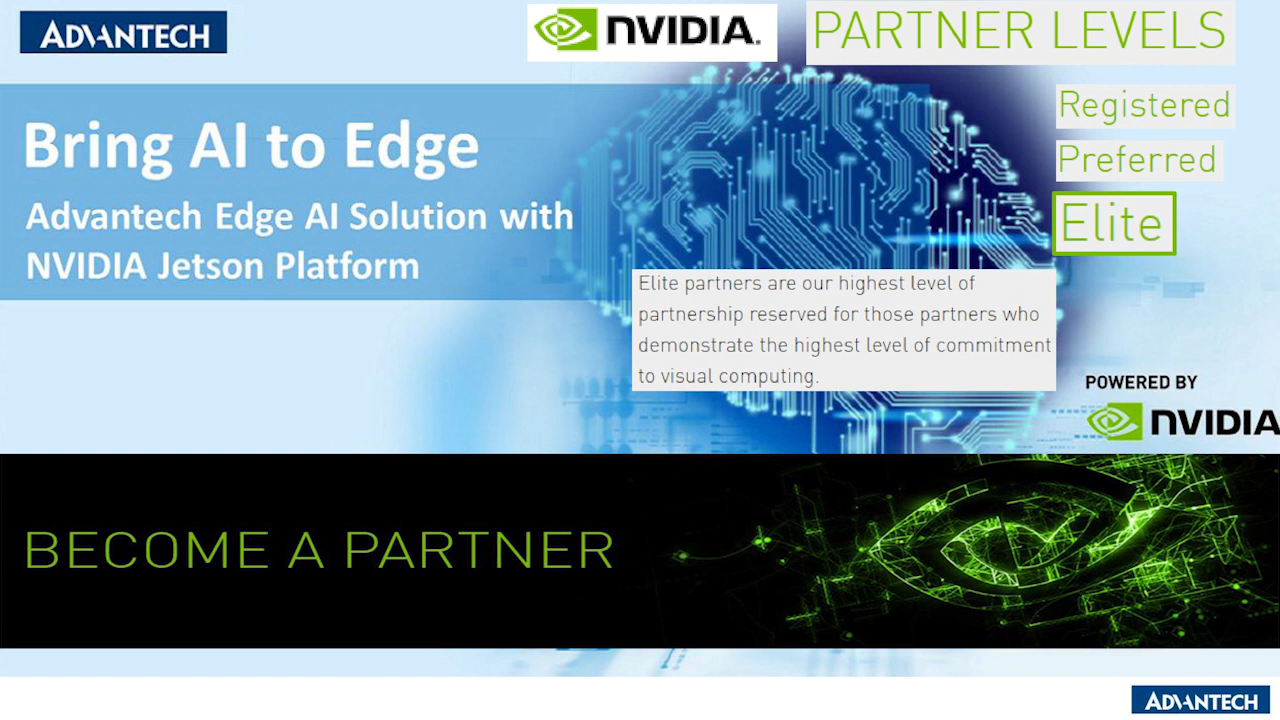 ADVANTECH
NVIDIA.
PARTNER LEVELS
Registered
Preferred
Elite
Bring AI to Edge
Advantech Edge AI Solution with
NVIDIA Jetson Platform
Elite partners are our highest level of
partnership reserved for those partners who
demonstrate the highest level of commitment
to visual computing.
POWERED BY
NVIDIA
BECOME A PARTNER
ADVANTECH